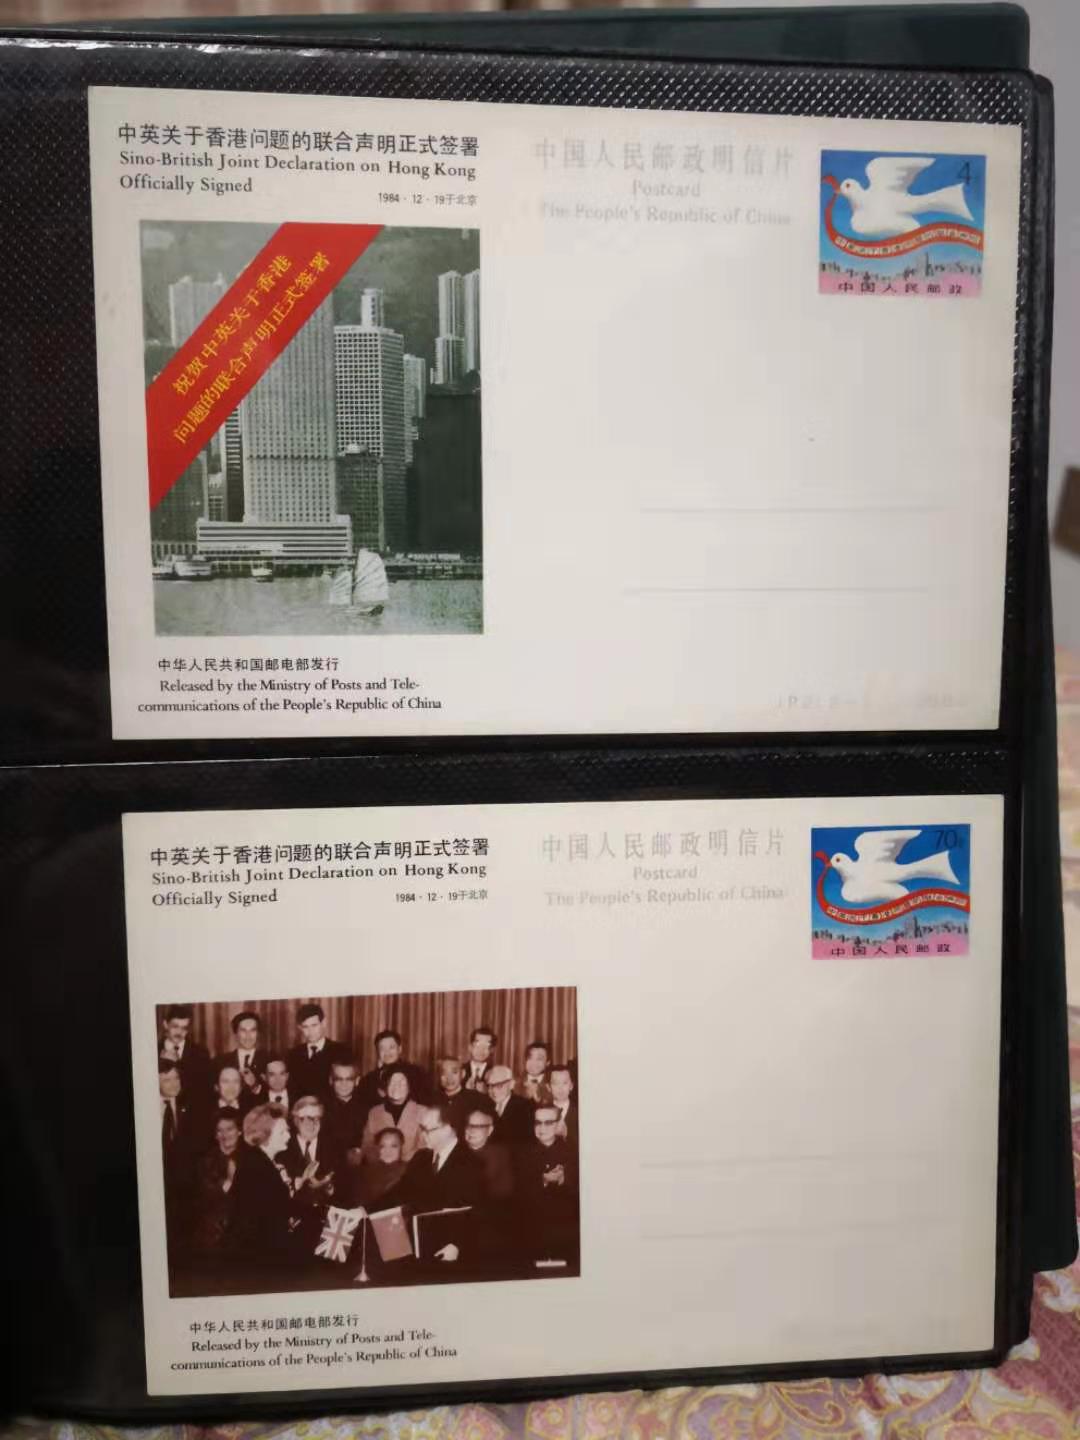 中英关于香港问题的联合声明正式签署
Sino-British Joint Declaration on Hong Kong
Officially Signed
1984·12·19于北京
祝贺中英关于香港
问题的联合声明正式签署
中华人民共和国邮电部发行
Released by the Ministry of Posts and Tele-
communications of the People's Republic of China
中国人民邮政明信片
Postcard
The People's Republic of China
4
中国人民邮政
中英关于香港问题的联合声明正式签署
Sino-British Joint Declaration on Hong Kong
Officially Signed
1984·12·19于北京
中华人民共和国邮电部发行
Released by the Ministry of Posts and Tele-
communications of the People's Republic of China
中国人民邮政明信片
Postcard
The People's Republic of China
70
中国人民邮政